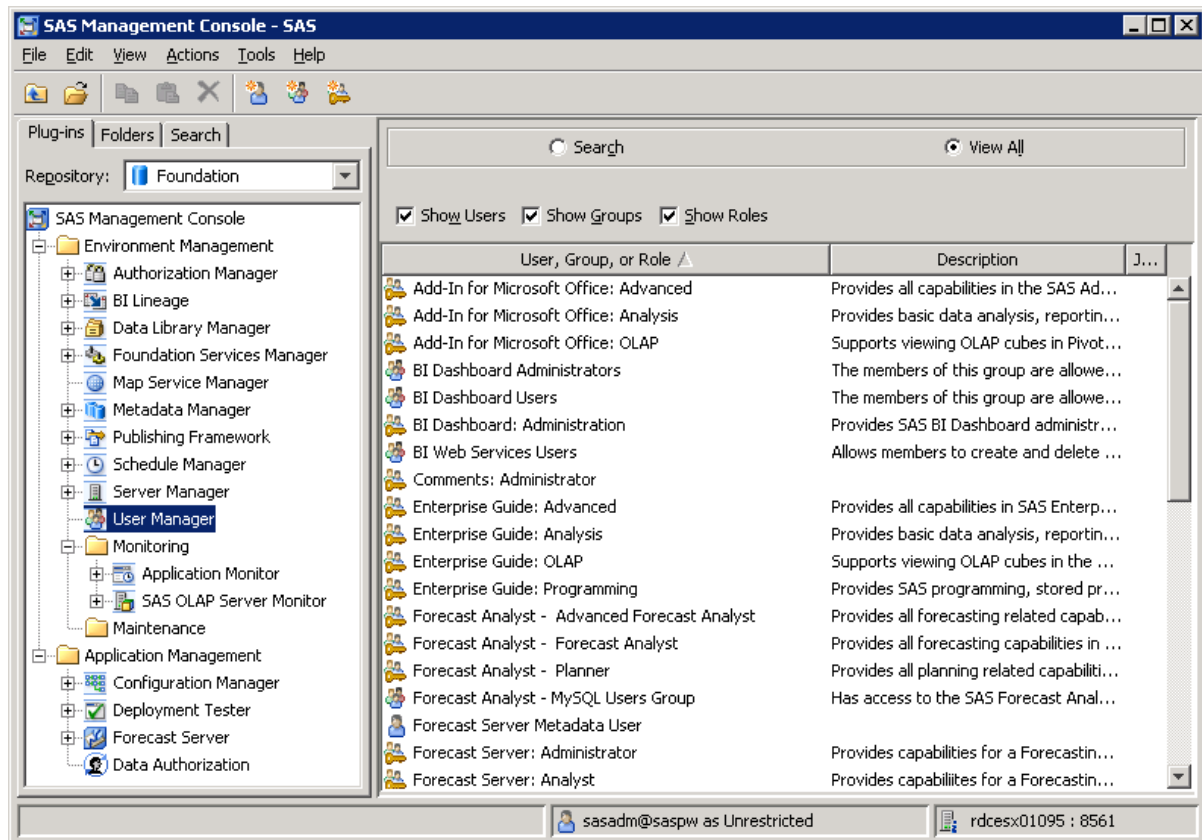 SAS Management Console - SAS
File Edit View Actions Tools Help
Plug-ins Folders Search
Repository: Foundation
SAS Management Console
Environment Management
Authorization Manager
BI Lineage
Data Library Manager
Foundation Services Manager
Map Service Manager
Metadata Manager
Publishing Framework
Schedule Manager
Server Manager
User Manager
Monitoring
Application Monitor
SAS OLAP Server Monitor
Maintenance
Application Management
Configuration Manager
Deployment Tester
Forecast Server
Data Authorization
Search View All
Show Users Show Groups Show Roles
User, Group, or Role Description J...
Add-In for Microsoft Office: Advanced Provides all capabilities in the SAS Ad...
Add-In for Microsoft Office: Analysis Provides basic data analysis, reportin...
Add-In for Microsoft Office: OLAP Supports viewing OLAP cubes in Pivot...
BI Dashboard Administrators The members of this group are allowe...
BI Dashboard Users The members of this group are allowe...
BI Dashboard: Administration Provides SAS BI Dashboard administr...
BI Web Services Users Allows members to create and delete ...
Comments: Administrator
Enterprise Guide: Advanced Provides all capabilities in SAS Enterp...
Enterprise Guide: Analysis Provides basic data analysis, reportin...
Enterprise Guide: OLAP Supports viewing OLAP cubes in the ...
Enterprise Guide: Programming Provides SAS programming, stored pr...
Forecast Analyst - Advanced Forecast Analyst Provides all forecasting related capab...
Forecast Analyst - Forecast Analyst Provides all forecasting capabilities in ...
Forecast Analyst - Planner Provides all planning related capabiliti...
Forecast Analyst - MySQL Users Group Has access to the SAS Forecast Anal...
Forecast Server Metadata User
Forecast Server: Administrator Provides capabilities for a Forecastin...
Forecast Server: Analyst Provides capabiliites for a Forecastin...
sasadm@saspw as Unrestricted rdcesx01095 : 8561